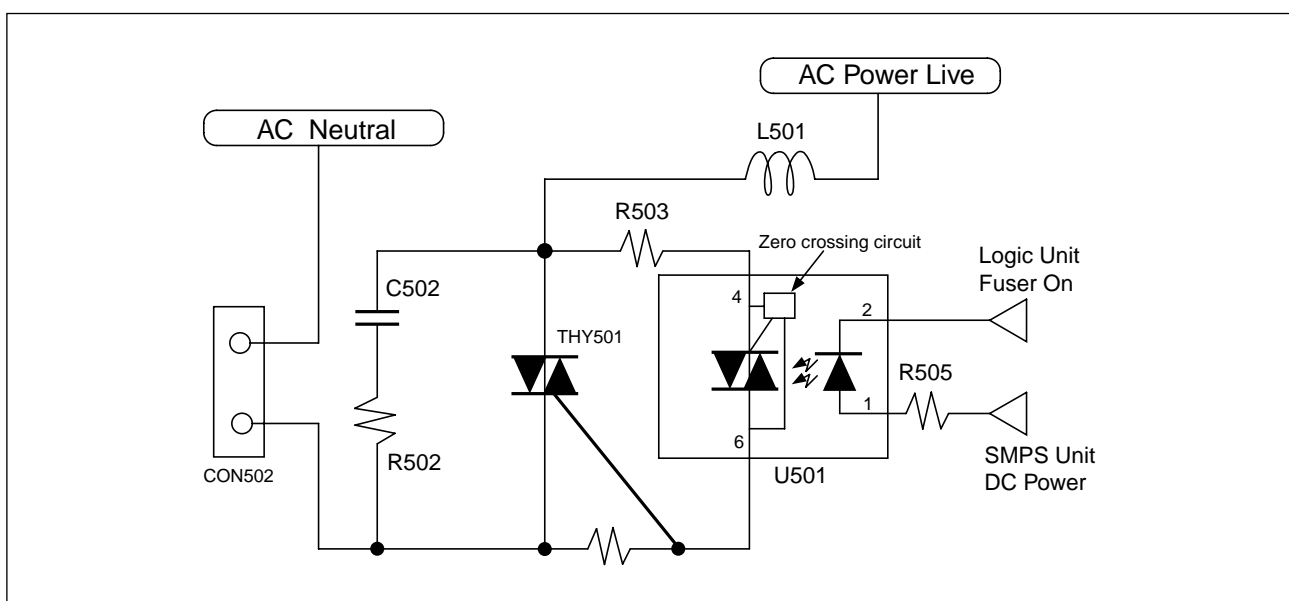 AC Power Live
AC Neutral
L501
R503
Zero crossing circuit
Logic Unit
Fuser On
C502
4
2
THY501
R505
1
R502
6
CON502
U501
SMPS Unit
DC Power